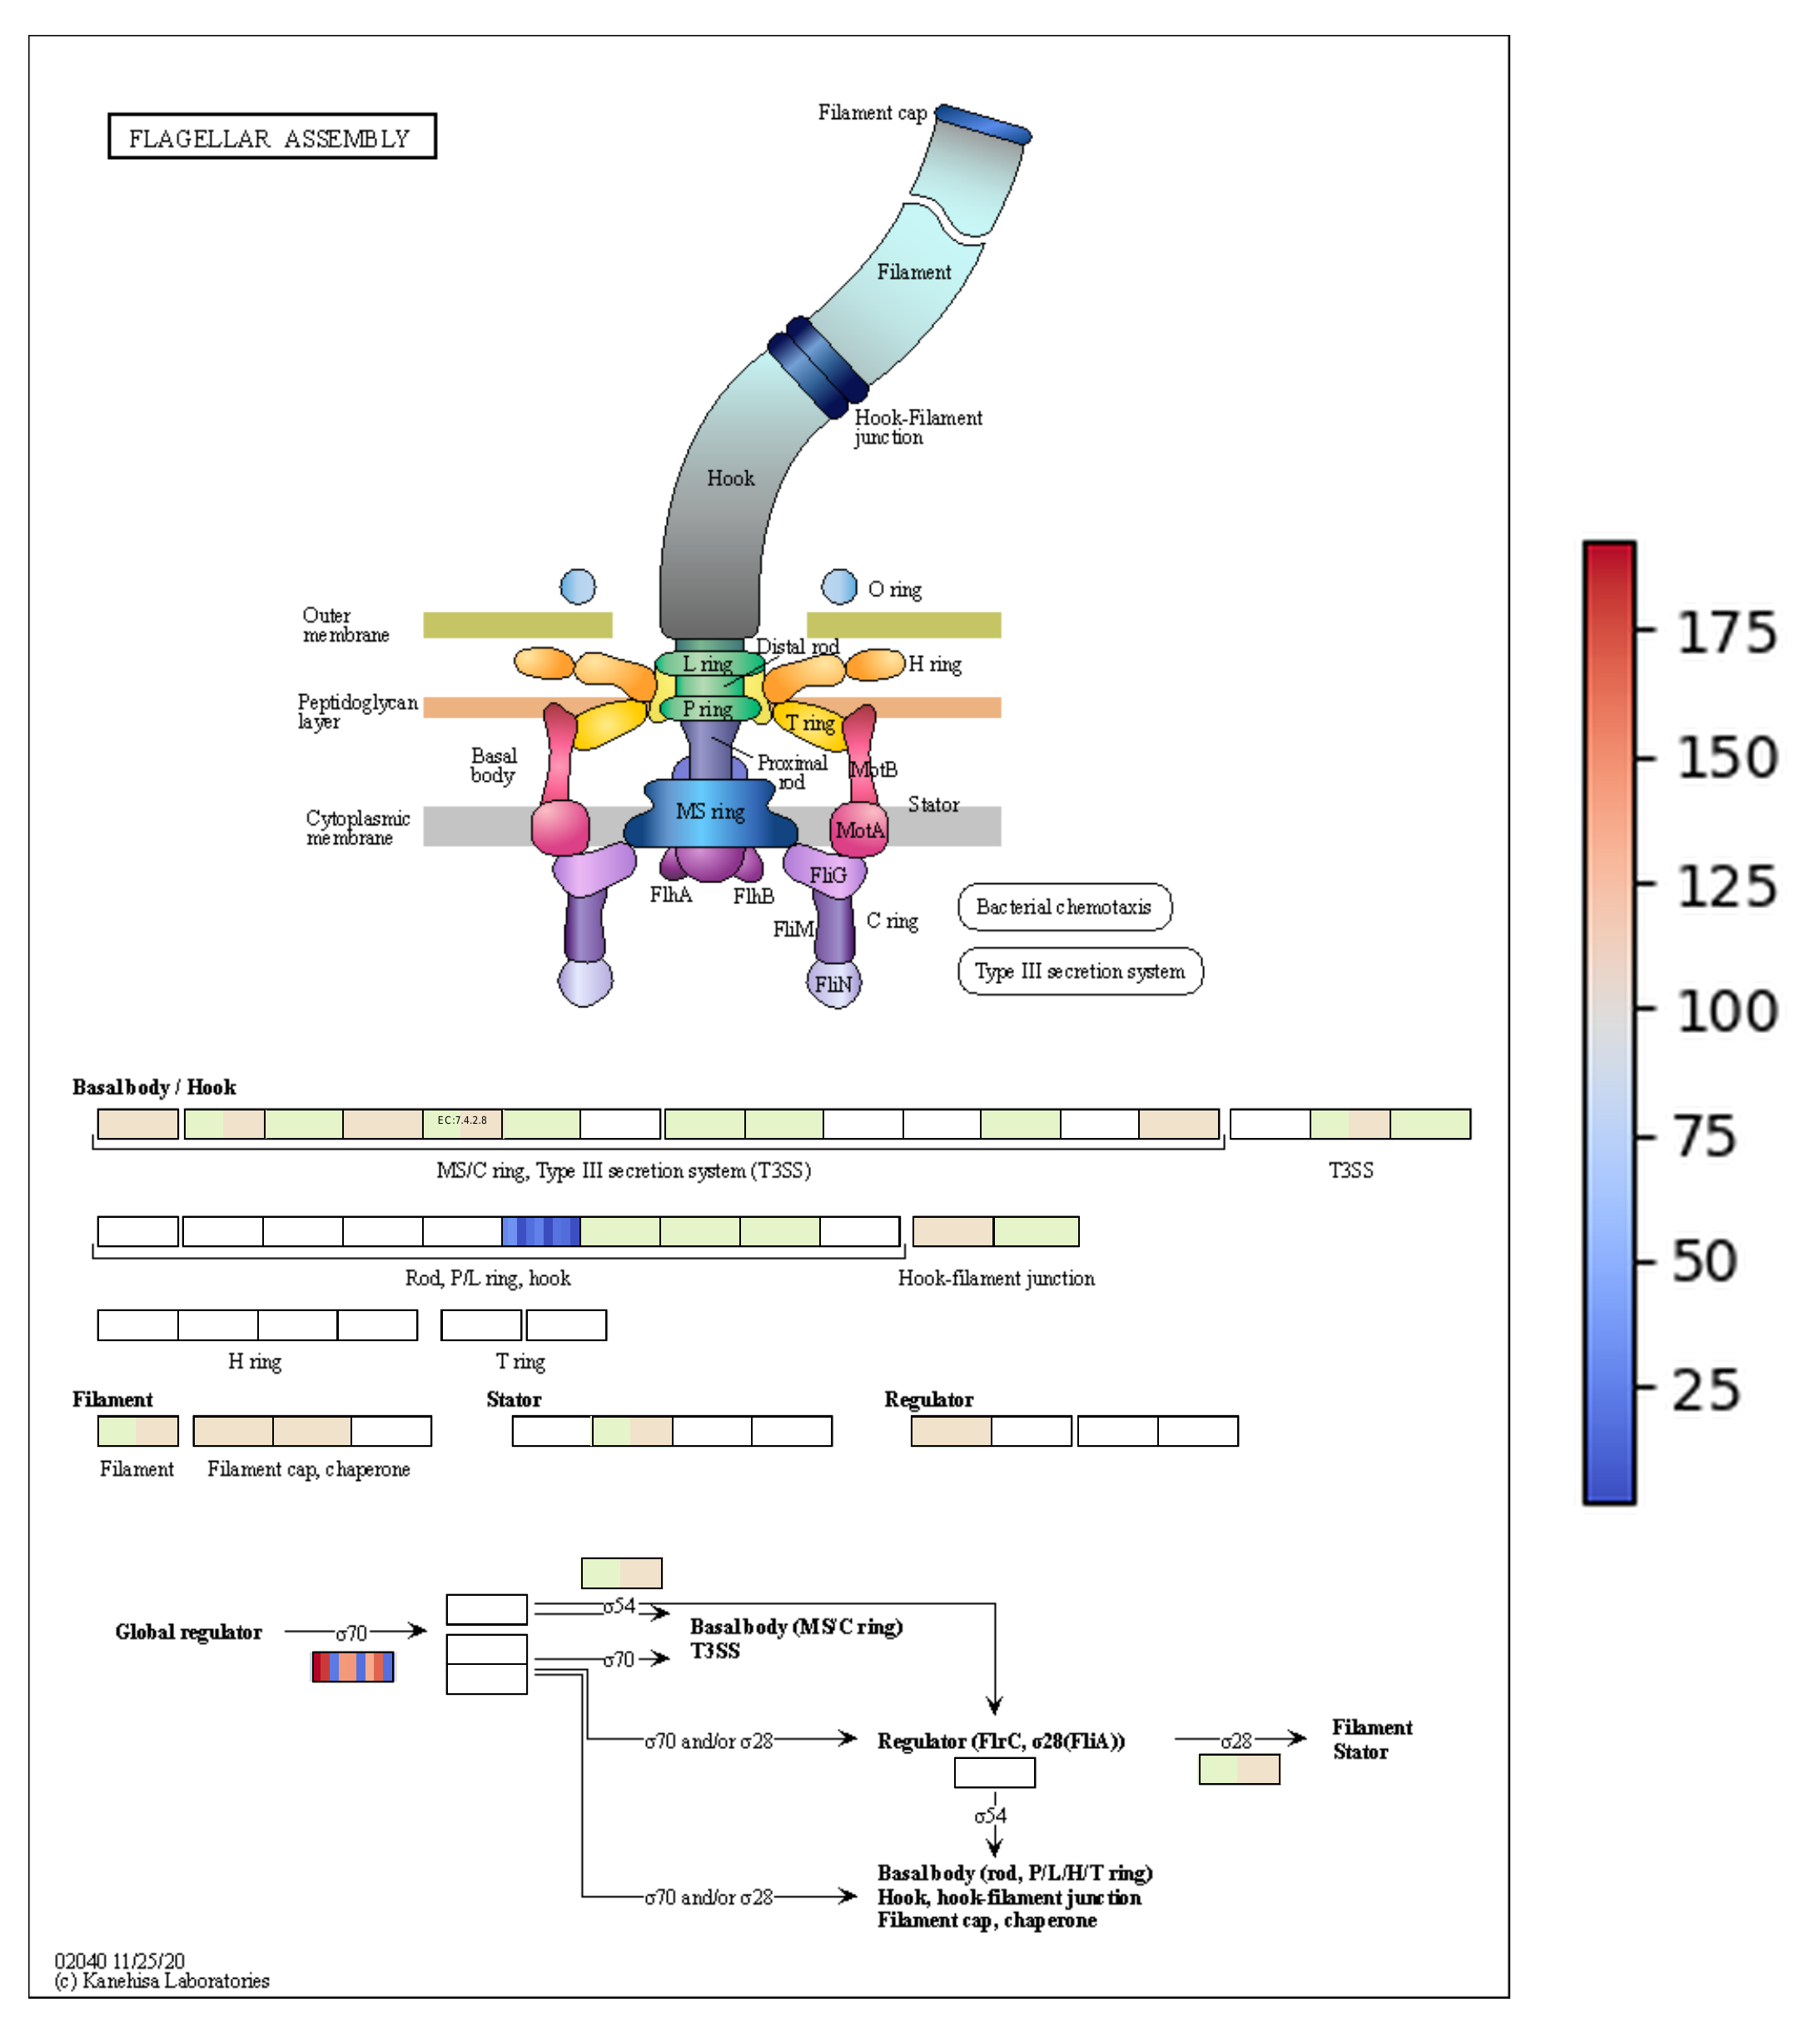 FLAGELLAR ASSEMBLY
Filament cap
Filament
Hook-Filament
junction
Hook
O ring
Outer
membrane
Distal rod
L ring
H ring
Peptidoglycan
layer
P ring
T ring
Basal
body
Proximal
rod
MotB
MS ring
Stator
Cytoplasmic
membrane
MotA
FliG
FlhA
FlhB
FliM
C ring
FliN
Bacterial chemotaxis
Type III secretion system
175
150
125
100
75
50
25
Basal body / Hook
EC:7.4.2.8
MS/C ring, Type III secretion system (T3SS)
T3SS
Rod, P/L ring, hook
Hook-filament junction
H ring
T ring
Filament
Stator
Regulator
Filament
Filament cap, chaperone
σ54
Global regulator
σ70
Basal body (MS/C ring)
T3SS
σ70
σ70 and/or σ28
Regulator (FlrC, σ28(FliA))
σ28
Filament
Stator
σ54
σ70 and/or σ28
Basal body (rod, P/L/H/T ring)
Hook, hook-filament junction
Filament cap, chaperone
02040 11/25/20
(c) Kanehisa Laboratories